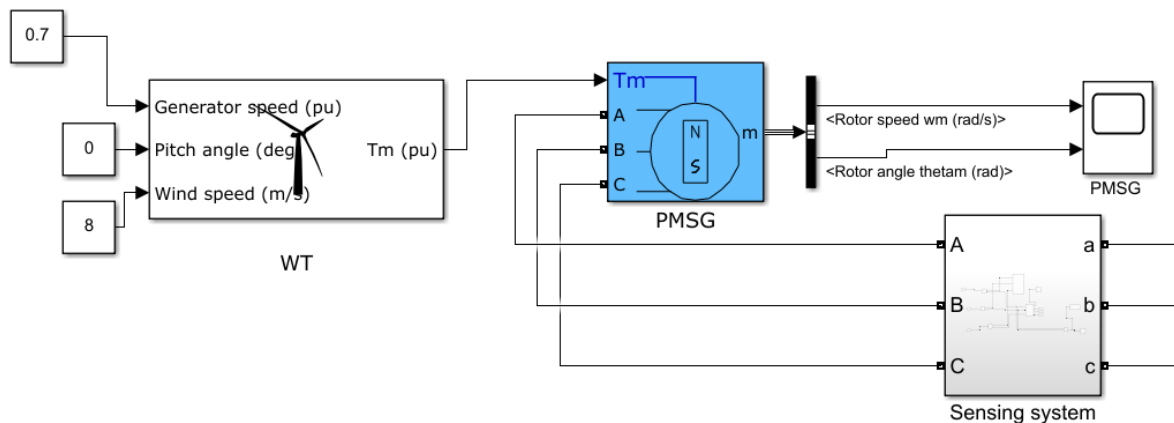 0.7
Generator speed (pu)
0
Pitch angle (deg
Tm (pu)
Wind speed (m/s)
8
WT
Tm
A
B
C
N
S
m
PMSG
<Rotor speed wm (rad/s)>
<Rotor angle thetam (rad)>
PMSG
A
a
B
b
C
c
Sensing system